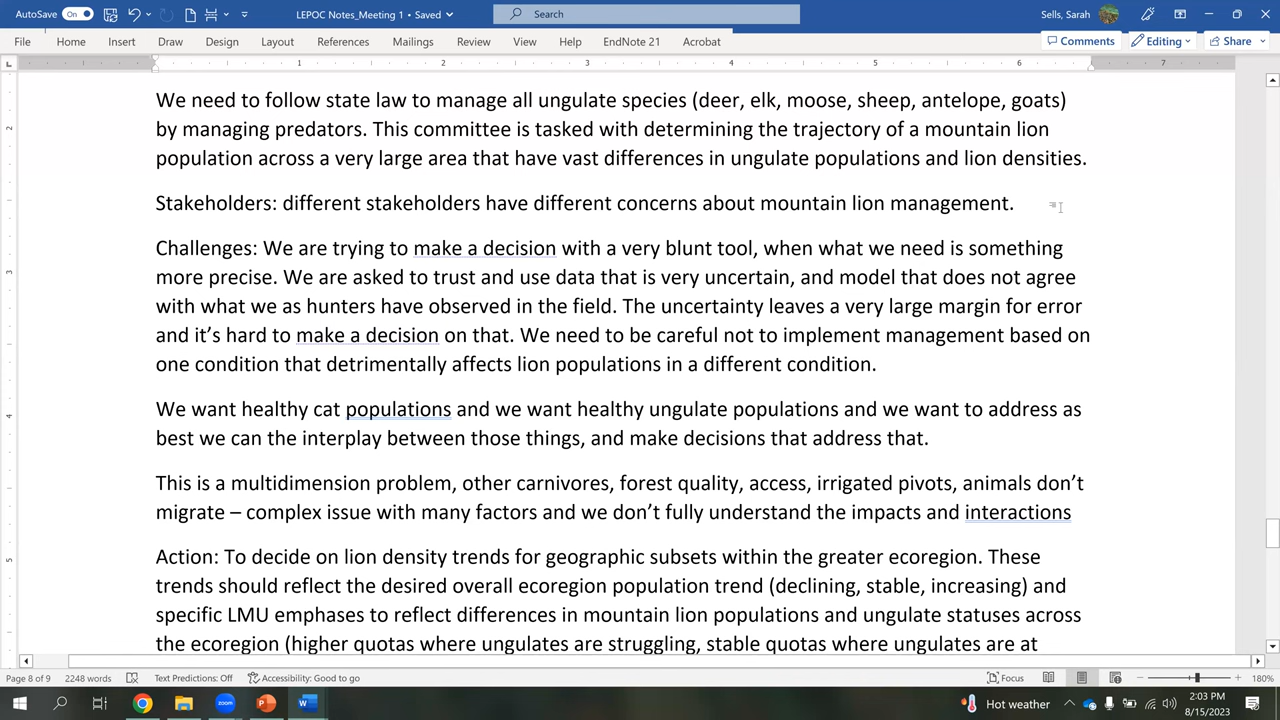 AutoSave On LEPOC Notes_Meeting 1 • Saved Search Sells, Sarah
File Home Insert Draw Design Layout References Mailings Review View Help EndNote 21 Acrobat Comments Editing Share
1 2 3 4 5 6 7
We need to follow state law to manage all ungulate species (deer, elk, moose, sheep, antelope, goats)
by managing predators. This committee is tasked with determining the trajectory of a mountain lion
population across a very large area that have vast differences in ungulate populations and lion densities.
Stakeholders: different stakeholders have different concerns about mountain lion management.
Challenges: We are trying to make a decision with a very blunt tool, when what we need is something
more precise. We are asked to trust and use data that is very uncertain, and model that does not agree
with what we as hunters have observed in the field. The uncertainty leaves a very large margin for error
and it's hard to make a decision on that. We need to be careful not to implement management based on
one condition that detrimentally affects lion populations in a different condition.
We want healthy cat populations and we want healthy ungulate populations and we want to address as
best we can the interplay between those things, and make decisions that address that.
This is a multidimension problem, other carnivores, forest quality, access, irrigated pivots, animals don't
migrate – complex issue with many factors and we don't fully understand the impacts and interactions
Action: To decide on lion density trends for geographic subsets within the greater ecoregion. These
trends should reflect the desired overall ecoregion population trend (declining, stable, increasing) and
specific LMU emphases to reflect differences in mountain lion populations and ungulate statuses across
the ecoregion (higher quotas where ungulates are struggling, stable quotas where ungulates are at
2
3
4
5
Page 8 of 9 2248 words Text Predictions: Off Accessibility: Good to go Focus 180%
zoom Hot weather 2:03 PM
8/15/2023